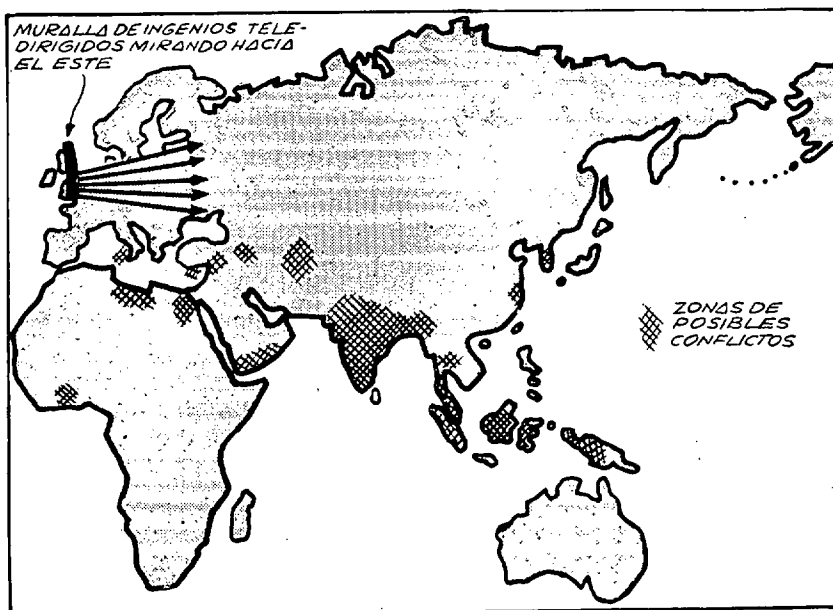 MURALLA DE INGENIOS TELE-
DIRIGIDOS MIRANDO HACIA
EL ESTE
ZONAS DE
POSIBLES
CONFLICTOS